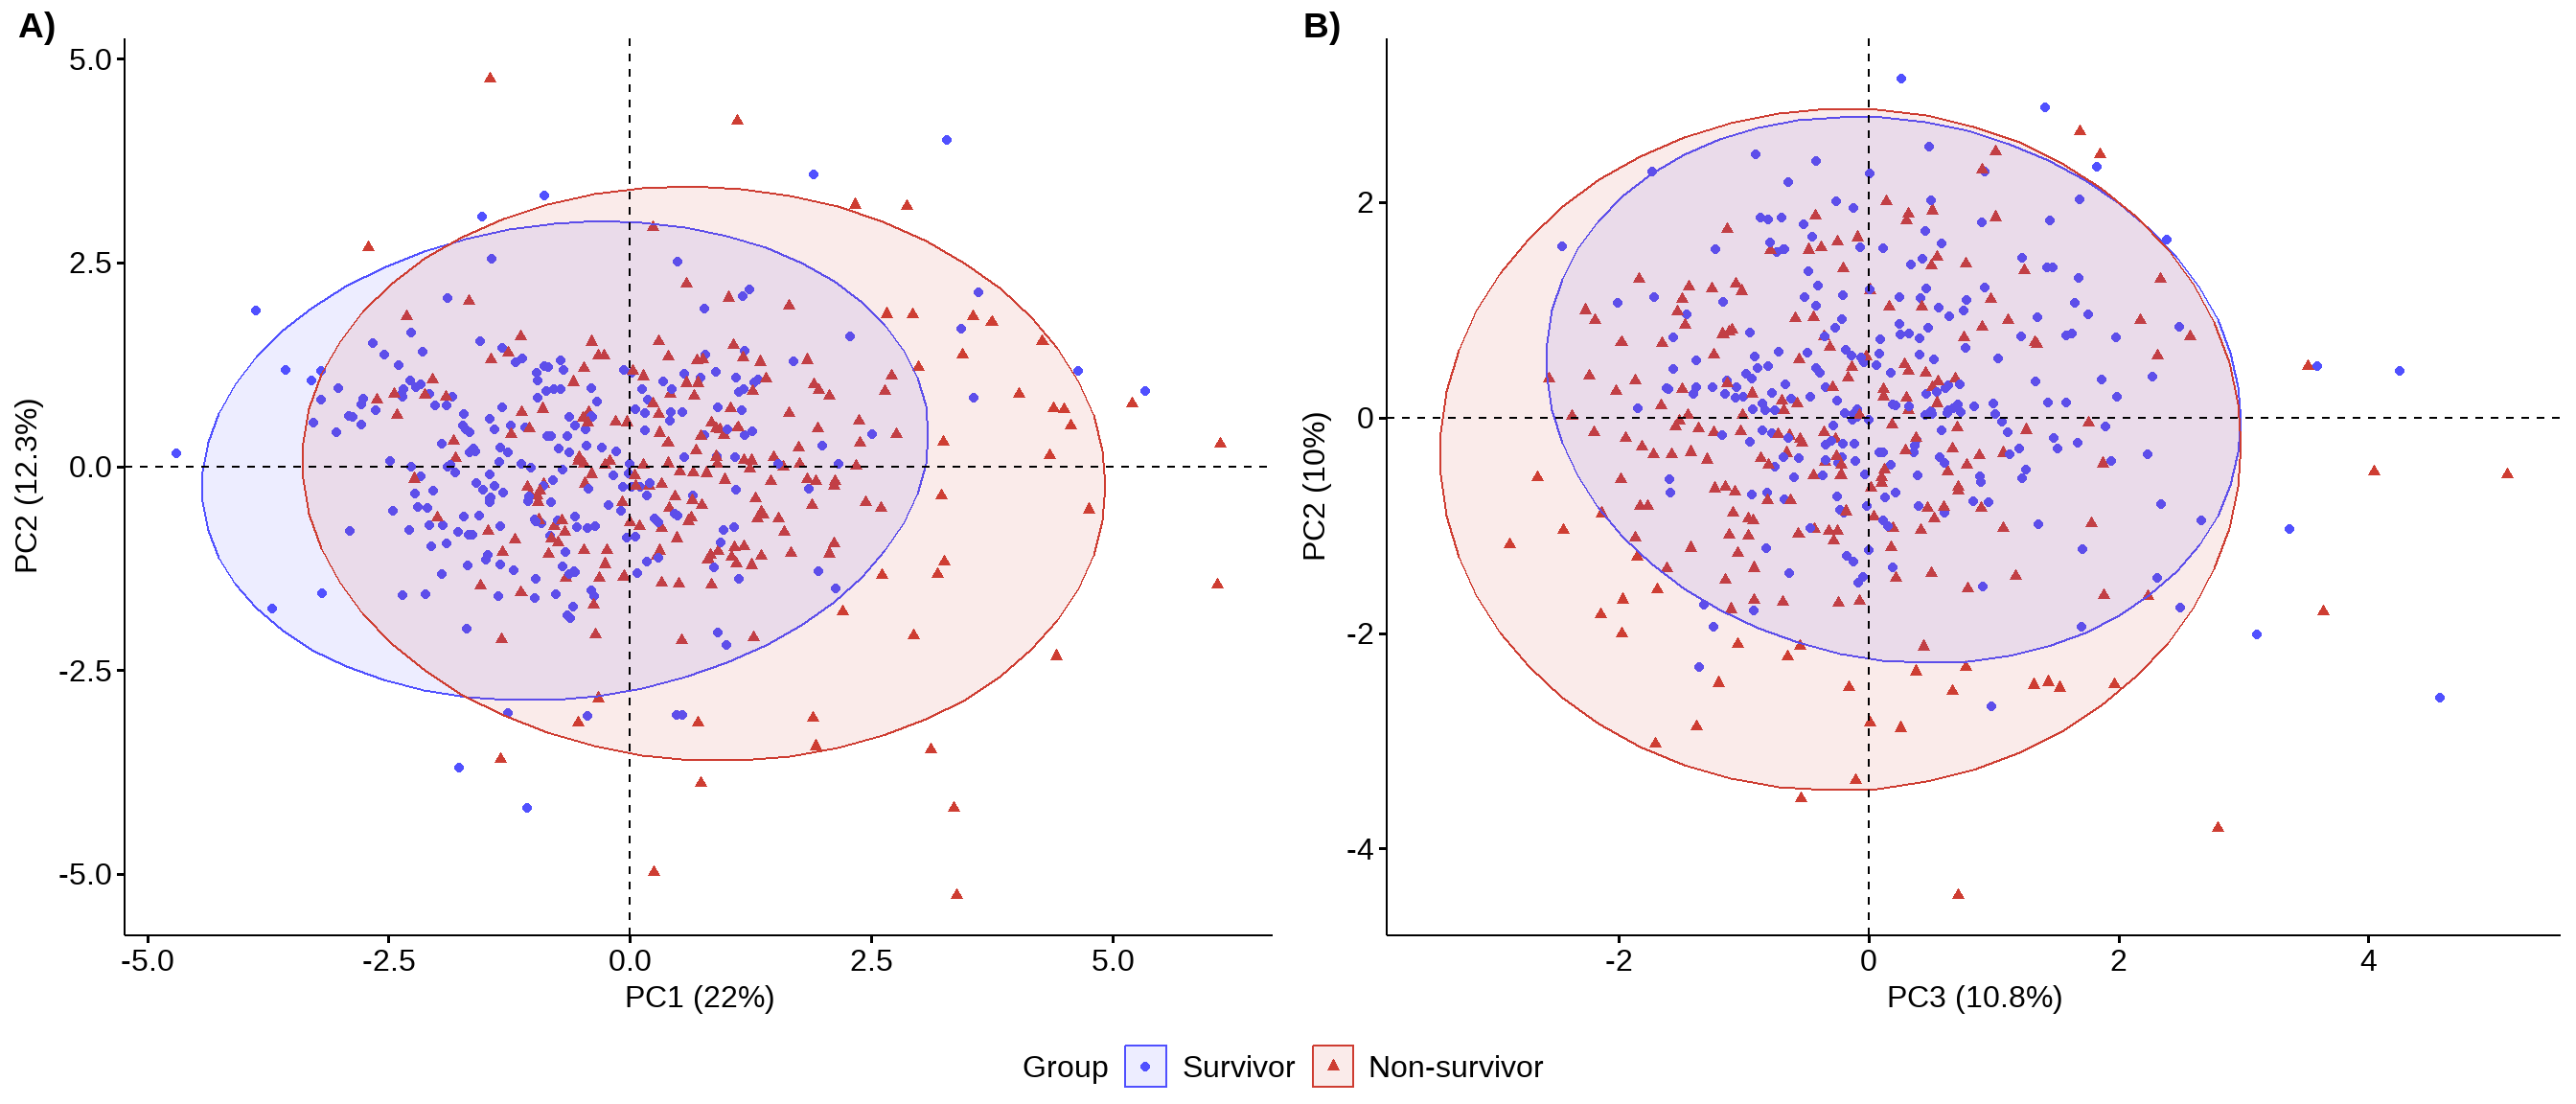 A)
B)
PC2 (12.3%)
5.0
2.5
0.0
-2.5
-5.0
-5.0 -2.5 0.0 2.5 5.0
PC1 (22%)
PC2 (10%)
2
0
-2
-4
-2 0 2 4
PC3 (10.8%)
Group Survivor Non-survivor